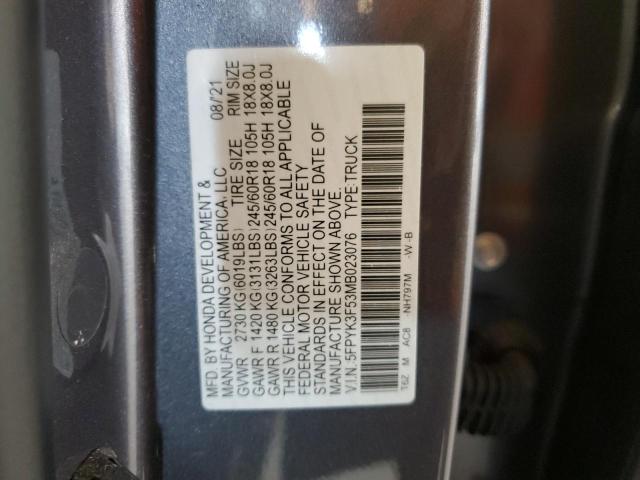 MFD. BY HONDA DEVELOPMENT &
MANUFACTURING OF AMERICA, LLC 08/21
GVWR 2730 KG (6019LBS) TIRE SIZE RIM SIZE
GAWR F 1420 KG (3131LBS) 245/60R18 105H 18X8.0J
GAWR R 1480 KG (3263LBS) 245/60R18 105H 18X8.0J
THIS VEHICLE CONFORMS TO ALL APPLICABLE
FEDERAL MOTOR VEHICLE SAFETY
STANDARDS IN EFFECT ON THE DATE OF
MANUFACTURE SHOWN ABOVE.
V.I.N. 5FPYK3F53MB023076 TYPE:TRUCK
T6Z M AC8 NH797M -W-B